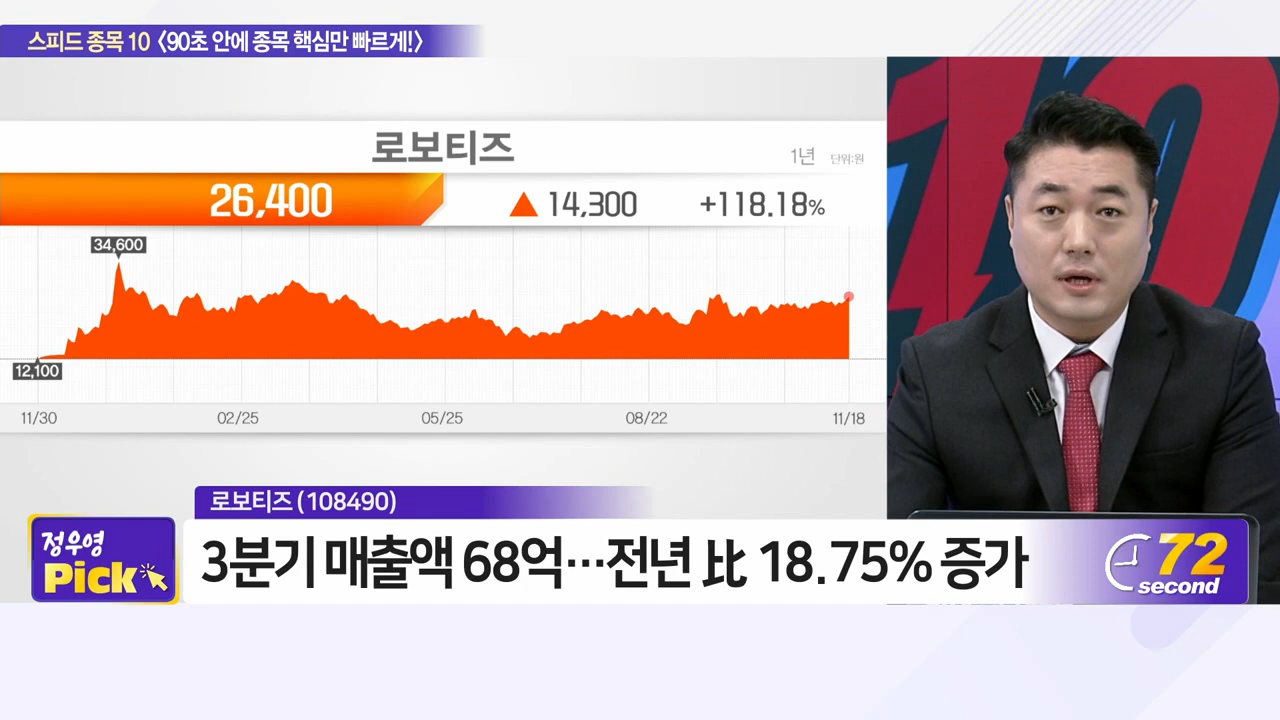 스피드 종목 10 〈90초 안에 종목 핵심만 빠르게!〉
로보티즈
1년 단위:원
26,400 ▲ 14,300 +118.18%
34,600
12,100
11/30 02/25 05/25 08/22 11/18
10
로보티즈 (108490)
정우영
Pick
3분기 매출액 68억…전년 比 18.75% 증가
72
second